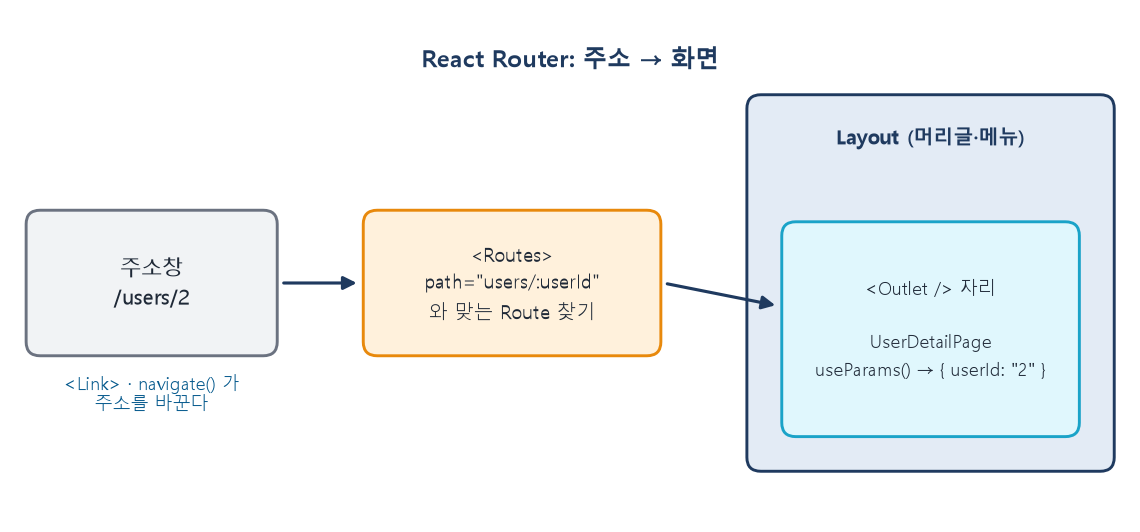 React Router: 주소 → 화면
Layout (머리글·메뉴)
주소창
/users/2
<Link> · navigate() 가
주소를 바꾼다
<Routes>
path="users/:userId"
와 맞는 Route 찾기
<Outlet /> 자리
UserDetailPage
useParams() → { userId: "2" }